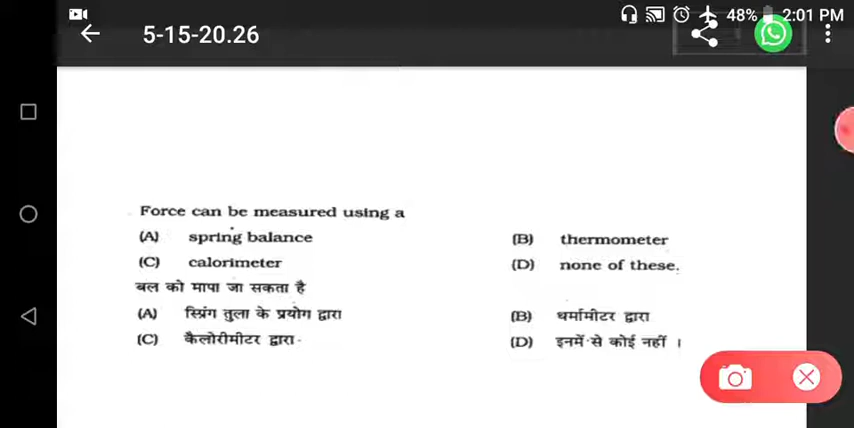 48% 2:01 PM
5-15-20.26
Force can be measured using a
(A) spring balance (B) thermometer
(C) calorimeter (D) none of these.
बल को मापा जा सकता है
(A) स्प्रिंग तुला के प्रयोग द्वारा (B) थर्मामीटर द्वारा
(C) कैलोरीमीटर द्वारा (D) इनमें से कोई नहीं ।